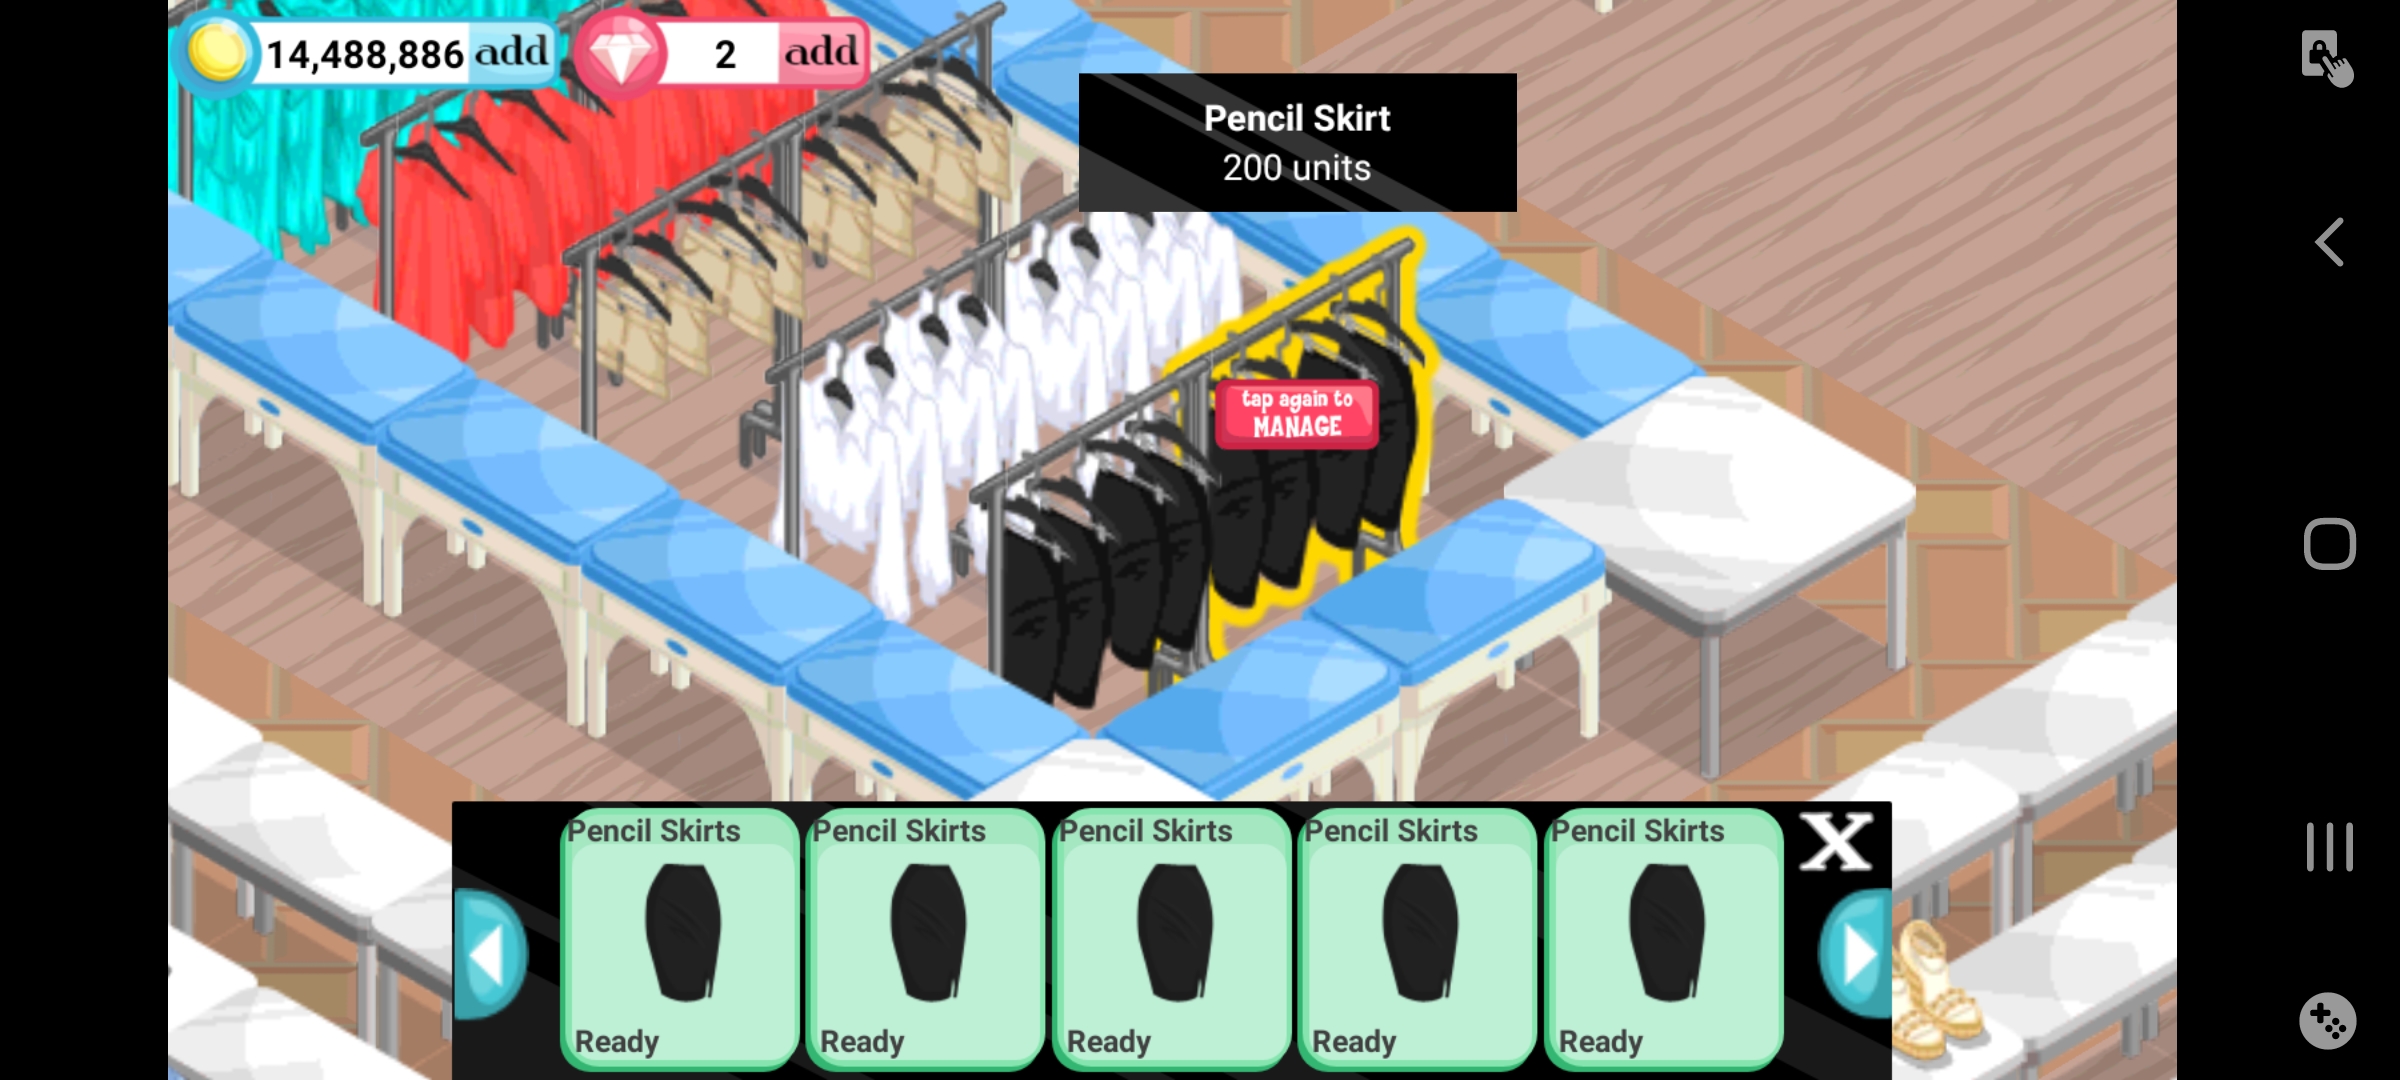 14,488,886 add
2 add
Pencil Skirt
200 units
tap again to
MANAGE
Pencil Skirts
Pencil Skirts
Pencil Skirts
Pencil Skirts
Pencil Skirts
X
Ready
Ready
Ready
Ready
Ready